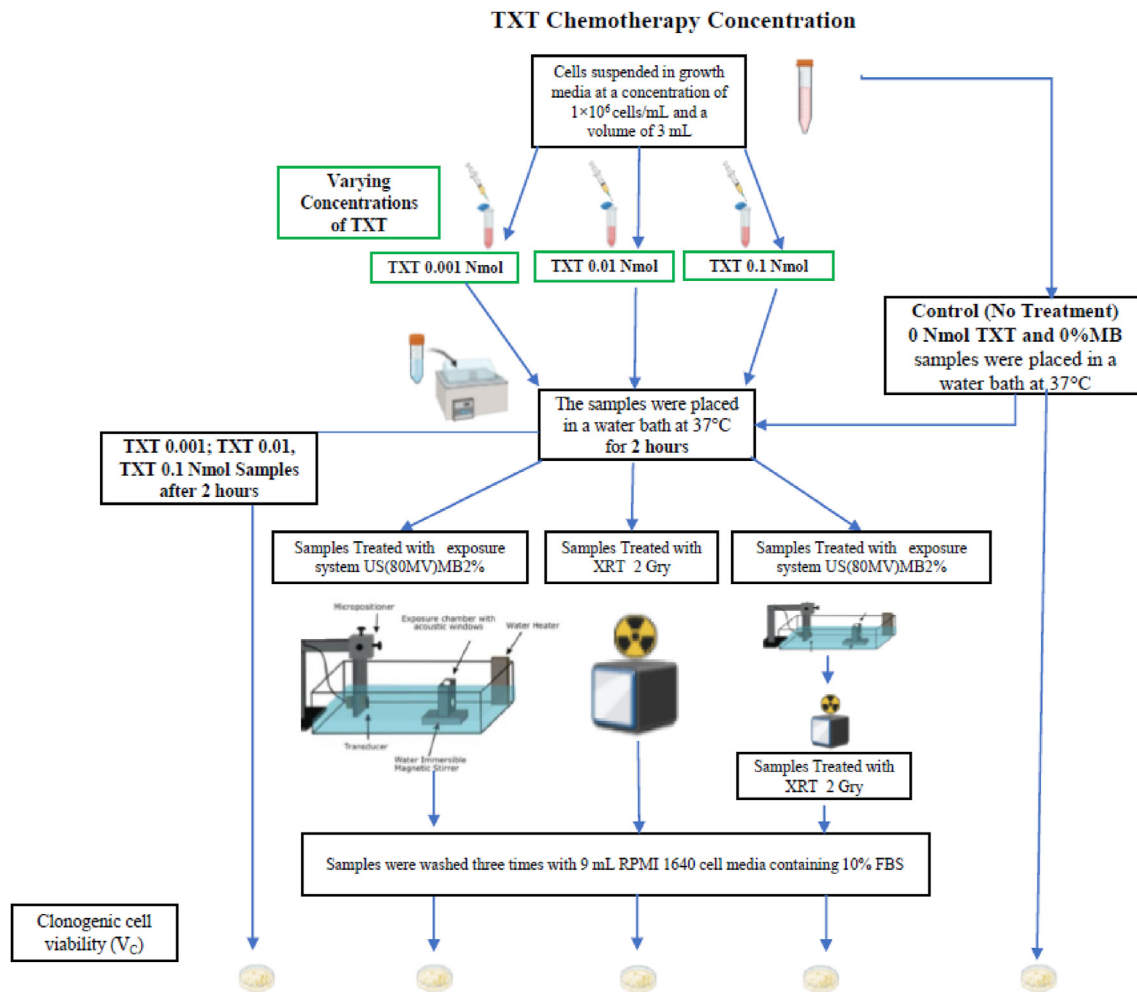 TXT Chemotherapy Concentration
Cells suspended in growth
media at a concentration of
1×10⁶ cells/mL and a
volume of 3 mL
Varying
Concentrations
of TXT
TXT 0.001 Nmol
TXT 0.01 Nmol
TXT 0.1 Nmol
Control (No Treatment)
0 Nmol TXT and 0%MB
samples were placed in a
water bath at 37°C
The samples were placed
in a water bath at 37°C
for 2 hours
TXT 0.001; TXT 0.01,
TXT 0.1 Nmol Samples
after 2 hours
Samples Treated with exposure
system US(80MV)MB2%
Samples Treated with
XRT 2 Gry
Samples Treated with exposure
system US(80MV)MB2%
Micropositioner
Exposure chamber with
acoustic windows
Water Heater
Transducer
Water Immersible
Magnetic Stirrer
Samples Treated with
XRT 2 Gry
Samples were washed three times with 9 mL RPMI 1640 cell media containing 10% FBS
Clonogenic cell
viability (V_C)